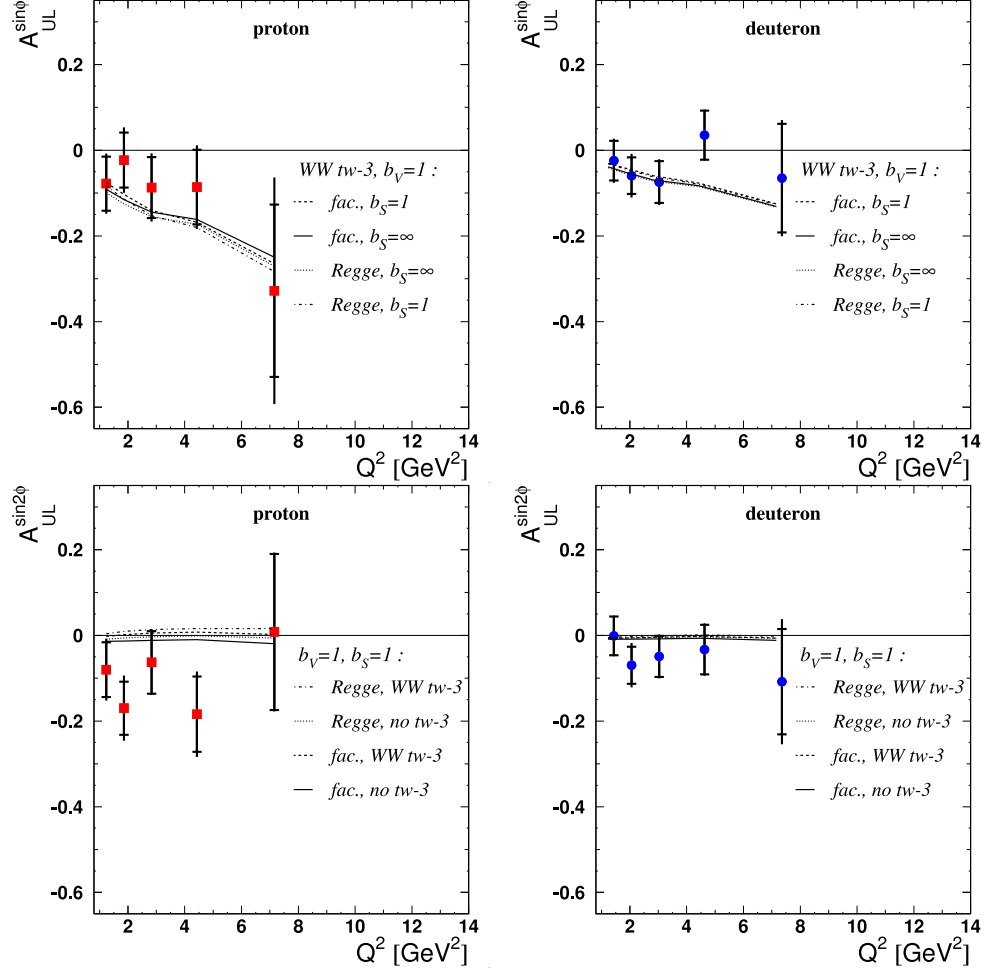 A_UL^sinϕ
proton
0.2
0
-0.2
-0.4
-0.6
WW tw-3, b_V=1 :
fac., b_S=1
fac., b_S=∞
Regge, b_S=∞
Regge, b_S=1
2 4 6 8 10 12 14
Q² [GeV²]
A_UL^sinϕ
deuteron
0.2
0
-0.2
-0.4
-0.6
WW tw-3, b_V=1 :
fac., b_S=1
fac., b_S=∞
Regge, b_S=∞
Regge, b_S=1
2 4 6 8 10 12 14
Q² [GeV²]
A_UL^sin2ϕ
proton
0.2
0
-0.2
-0.4
-0.6
b_V=1, b_S=1 :
Regge, WW tw-3
Regge, no tw-3
fac., WW tw-3
fac., no tw-3
2 4 6 8 10 12 14
Q² [GeV²]
A_UL^sin2ϕ
deuteron
0.2
0
-0.2
-0.4
-0.6
b_V=1, b_S=1 :
Regge, WW tw-3
Regge, no tw-3
fac., WW tw-3
fac., no tw-3
2 4 6 8 10 12 14
Q² [GeV²]